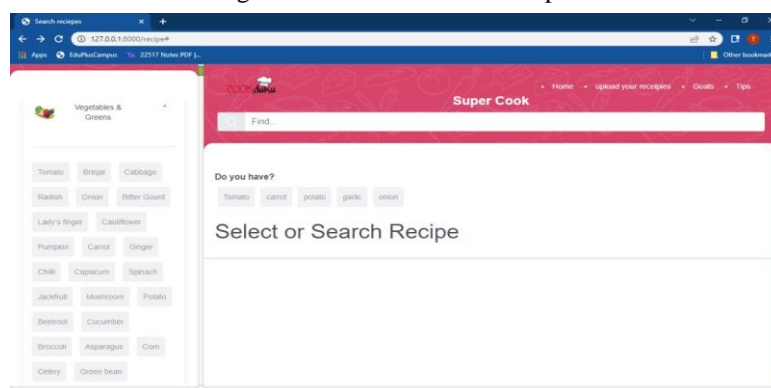 Search reciepes
127.0.0.1:8000/recipe#
Apps EduPlusCampus 22517 Notes PDF |... Other bookmark
Vegetables &
Greens
Tomato Brinjal Cabbage
Radish Onion Bitter Gourd
Lady's finger Cauliflower
Pumpkin Carrot Ginger
Chilli Capsicum Spinach
Jackfruit Mushroom Potato
Beetroot Cucumber
Broccoli Asparagus Corn
Celery Green bean
Home upload your receipies Goals Tips
Super Cook
Find...
Do you have?
Tomato carrot potato garlic onion
Select or Search Recipe